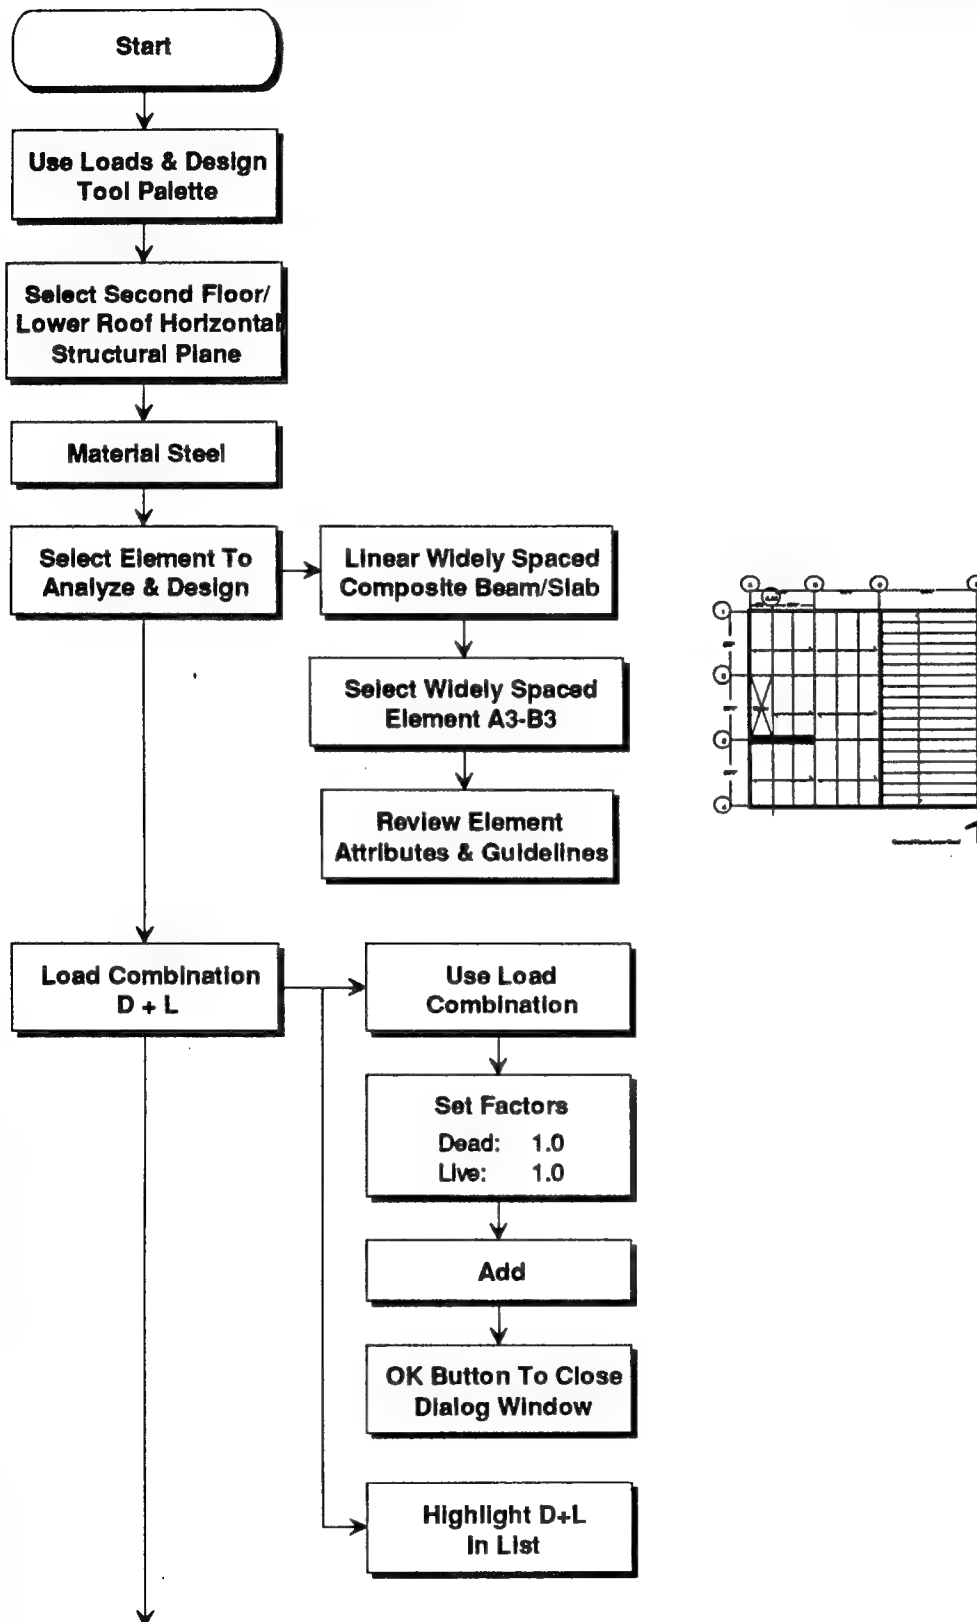 Start
Use Loads & Design
Tool Palette
Select Second Floor/
Lower Roof Horizontal
Structural Plane
Material Steel
Select Element To
Analyze & Design
Linear Widely Spaced
Composite Beam/Slab
Select Widely Spaced
Element A3-B3
Review Element
Attributes & Guidelines
Load Combination
D + L
Use Load
Combination
Set Factors
Dead: 1.0
Live: 1.0
Add
OK Button To Close
Dialog Window
Highlight D+L
In List